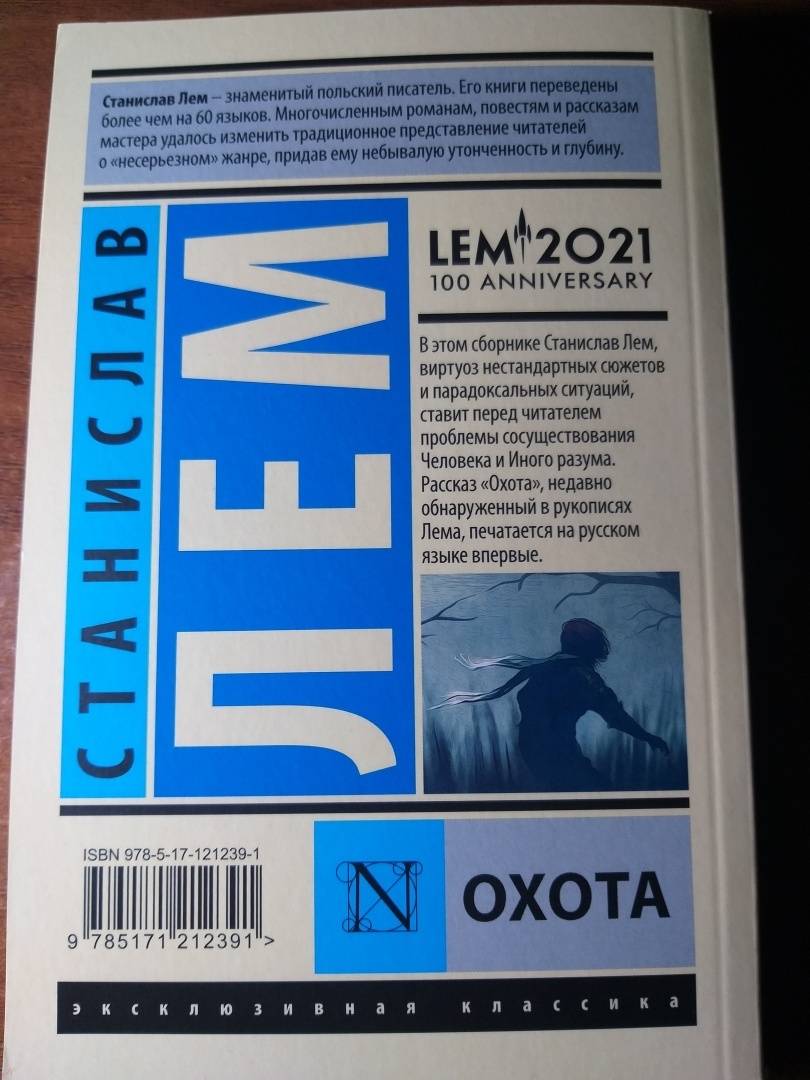 Станислав Лем – знаменитый польский писатель. Его книги переведены
более чем на 60 языков. Многочисленным романам, повестям и рассказам
мастера удалось изменить традиционное представление читателей
о «несерьезном» жанре, придав ему небывалую утонченность и глубину.
СТАНИСЛАВ
ЛЕМ
LEM 2021
100 ANNIVERSARY
В этом сборнике Станислав Лем,
виртуоз нестандартных сюжетов
и парадоксальных ситуаций,
ставит перед читателем
проблемы сосуществования
Человека и Иного разума.
Рассказ «Охота», недавно
обнаруженный в рукописях
Лема, печатается на русском
языке впервые.
ISBN 978-5-17-121239-1
9 785171 212391 >
N
ОХОТА
эксклюзивная классика